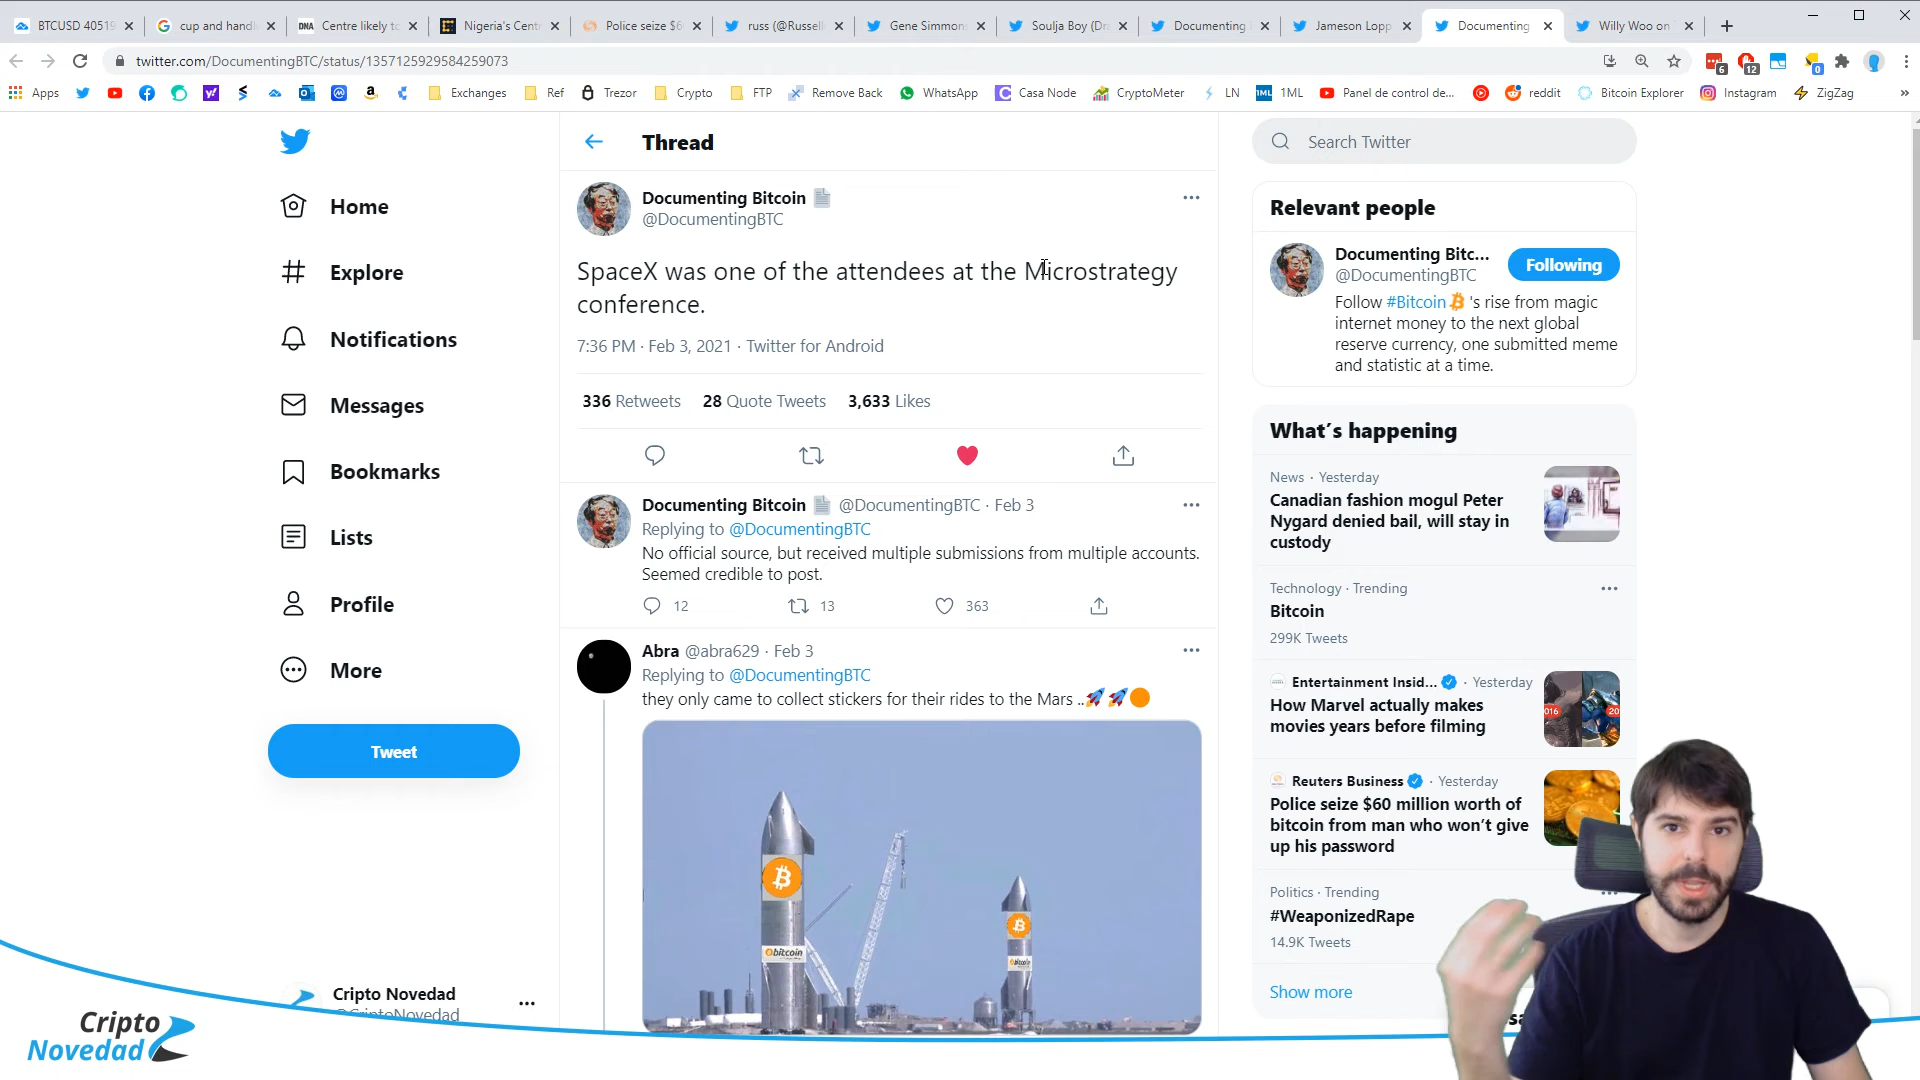 BTCUSD 40519
cup and handl
Centre likely to
Nigeria's Cent
Police seize $6
russ (@Russell
Gene Simmon
Soulja Boy (Dra
Documenting
Jameson Lopp
Documenting
Willy Woo on
twitter.com/DocumentingBTC/status/1357125929584259073
6
12
0
Apps
Exchanges
Ref
Trezor
Crypto
FTP
Remove Back
WhatsApp
Casa Node
CryptoMeter
LN
1ML
1ML
Panel de control de...
reddit
Bitcoin Explorer
Instagram
ZigZag
»
Home
Explore
Notifications
Messages
Bookmarks
Lists
Profile
More
Tweet
Cripto Novedad
@CriptoNovedad
Cripto
Novedad
Thread
Documenting Bitcoin
@DocumentingBTC
SpaceX was one of the attendees at the Microstrategy
conference.
7:36 PM · Feb 3, 2021 · Twitter for Android
336 Retweets 28 Quote Tweets 3,633 Likes
Documenting Bitcoin @DocumentingBTC · Feb 3
Replying to @DocumentingBTC
No official source, but received multiple submissions from multiple accounts.
Seemed credible to post.
12 13 363
Abra @abra629 · Feb 3
Replying to @DocumentingBTC
they only came to collect stickers for their rides to the Mars ..🚀🚀🟠
bitcoin
bitcoin
Search Twitter
Relevant people
Documenting Bitc...
@DocumentingBTC
Following
Follow #Bitcoin 's rise from magic
internet money to the next global
reserve currency, one submitted meme
and statistic at a time.
What's happening
News · Yesterday
Canadian fashion mogul Peter
Nygard denied bail, will stay in
custody
Technology · Trending
Bitcoin
299K Tweets
Entertainment Insid... · Yesterday
How Marvel actually makes
movies years before filming
Reuters Business · Yesterday
Police seize $60 million worth of
bitcoin from man who won't give
up his password
Politics · Trending
#WeaponizedRape
14.9K Tweets
Show more